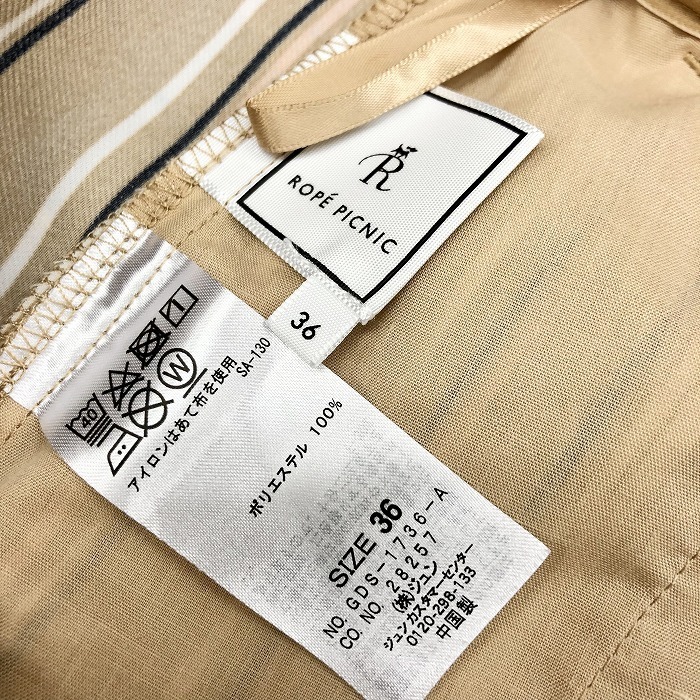 R
ROPÉ PICNIC
36
40
W
アイロンはあて布を使用
SA-130
ポリエステル 100%
SIZE 36
NO. GDS-1736-A
CO. NO. 28257
(株)ジュン
ジュンカスタマーセンター
0120-298-133
中国製